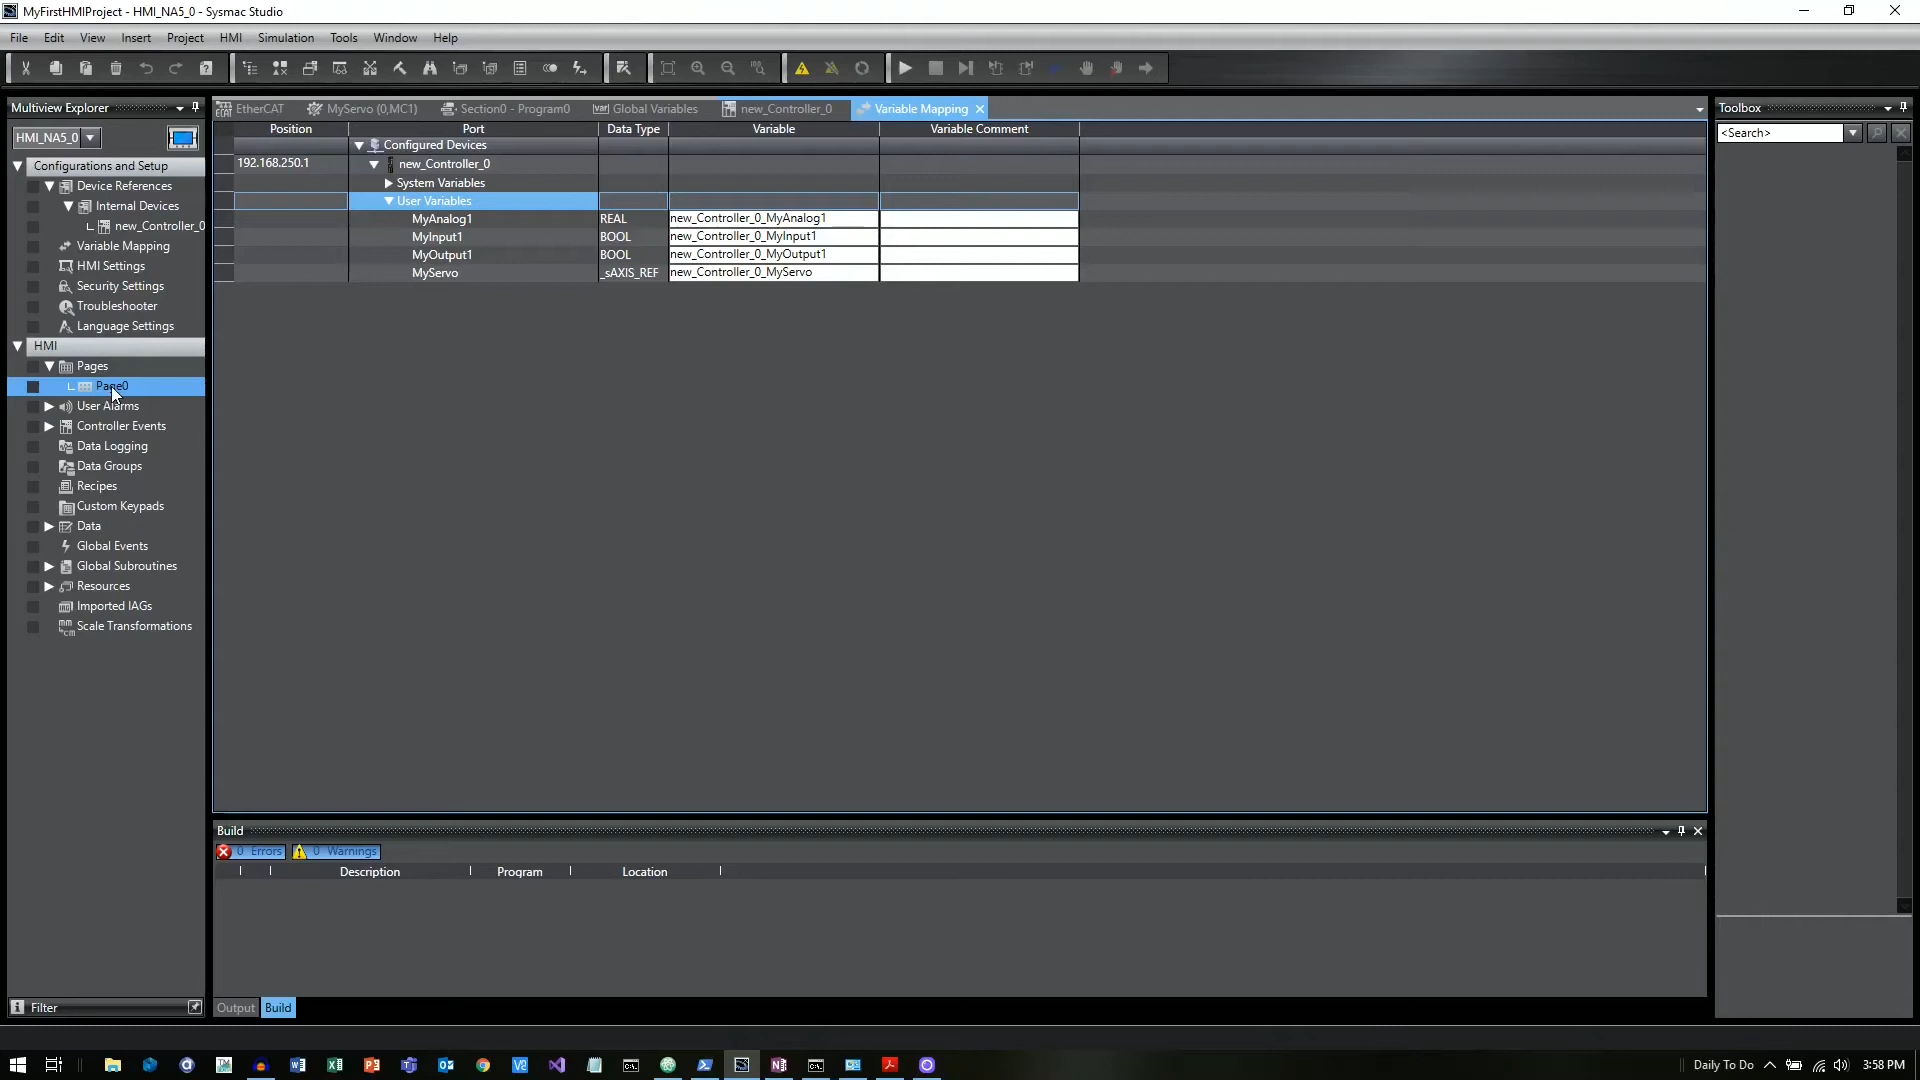 MyFirstHMIProject - HMI_NA5_0 - Sysmac Studio
File Edit View Insert Project HMI Simulation Tools Window Help
Multiview Explorer
HMI_NA5_0
Configurations and Setup
Device References
Internal Devices
new_Controller_0
Variable Mapping
HMI Settings
Security Settings
Troubleshooter
Language Settings
HMI
Pages
Page0
User Alarms
Controller Events
Data Logging
Data Groups
Recipes
Custom Keypads
Data
Global Events
Global Subroutines
Resources
Imported IAGs
Scale Transformations
Filter
EtherCAT MyServo (0,MC1) Section0 - Program0 Global Variables new_Controller_0 Variable Mapping
Position Port Data Type Variable Variable Comment
Configured Devices
192.168.250.1 new_Controller_0
System Variables
User Variables
MyAnalog1 REAL new_Controller_0_MyAnalog1
MyInput1 BOOL new_Controller_0_MyInput1
MyOutput1 BOOL new_Controller_0_MyOutput1
MyServo _sAXIS_REF new_Controller_0_MyServo
Build
0 Errors 0 Warnings
Description Program Location
Output Build
Toolbox
<Search>
Daily To Do 3:58 PM